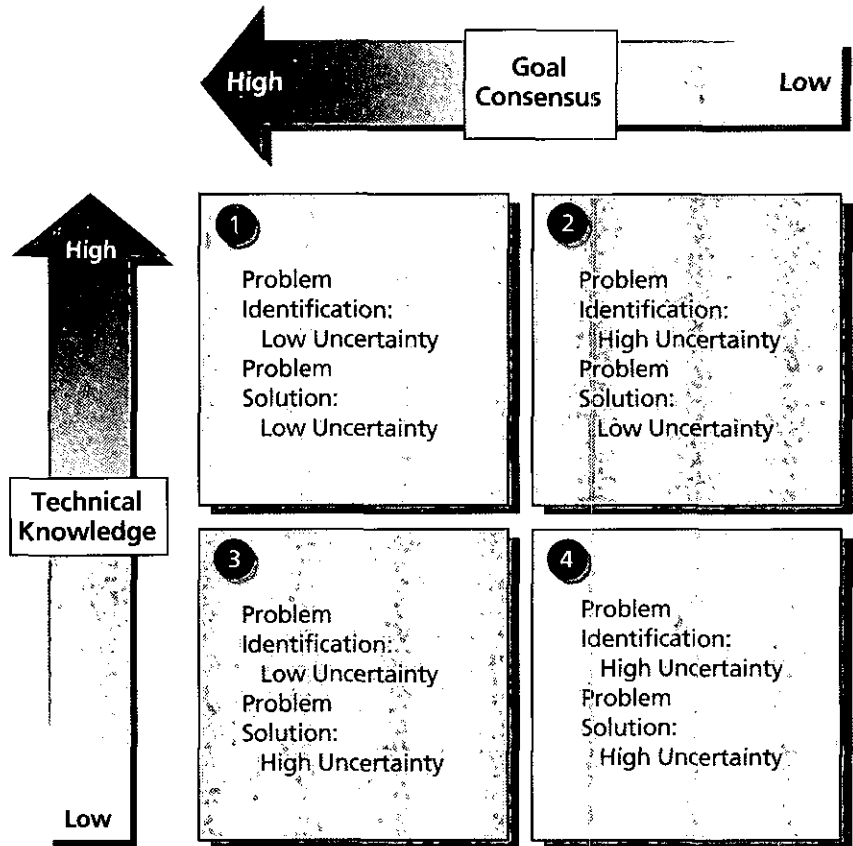 High
Goal
Consensus
Low
High
Technical
Knowledge
Low
1
Problem
Identification:
Low Uncertainty
Problem
Solution:
Low Uncertainty
2
Problem
Identification:
High Uncertainty
Problem
Solution:
Low Uncertainty
3
Problem
Identification:
Low Uncertainty
Problem
Solution:
High Uncertainty
4
Problem
Identification:
High Uncertainty
Problem
Solution:
High Uncertainty